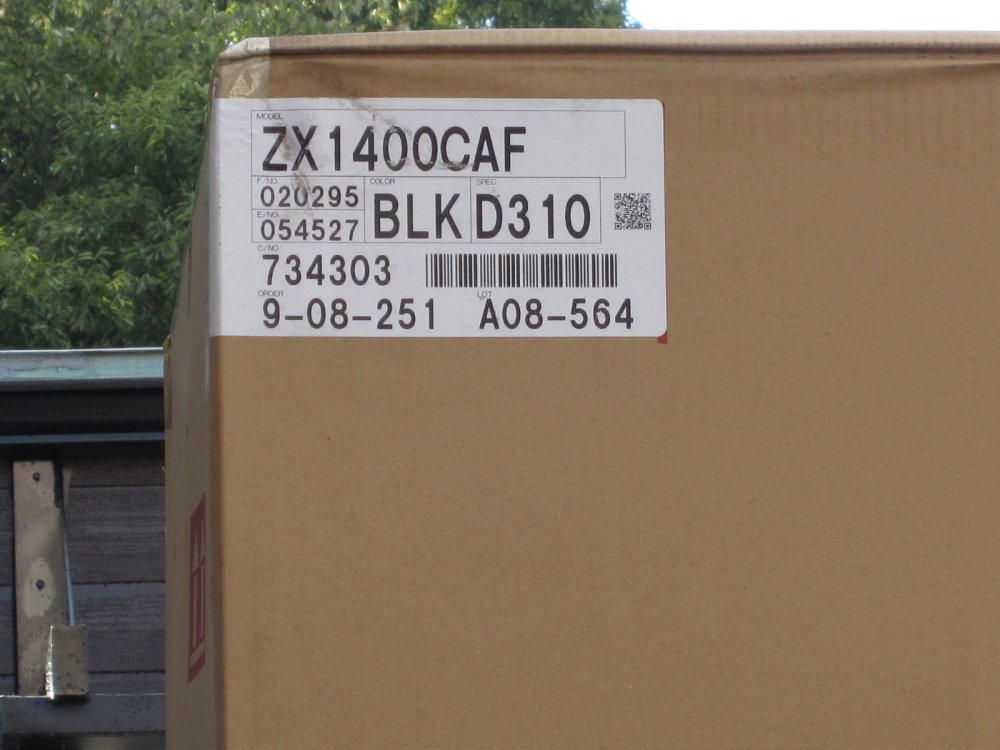 MODEL
ZX1400CAF
F/NO. COLOR SPEC
020295 BLK D310
E/NO.
054527
C/NO.
734303
ORDER LOT
9-08-251 A08-564